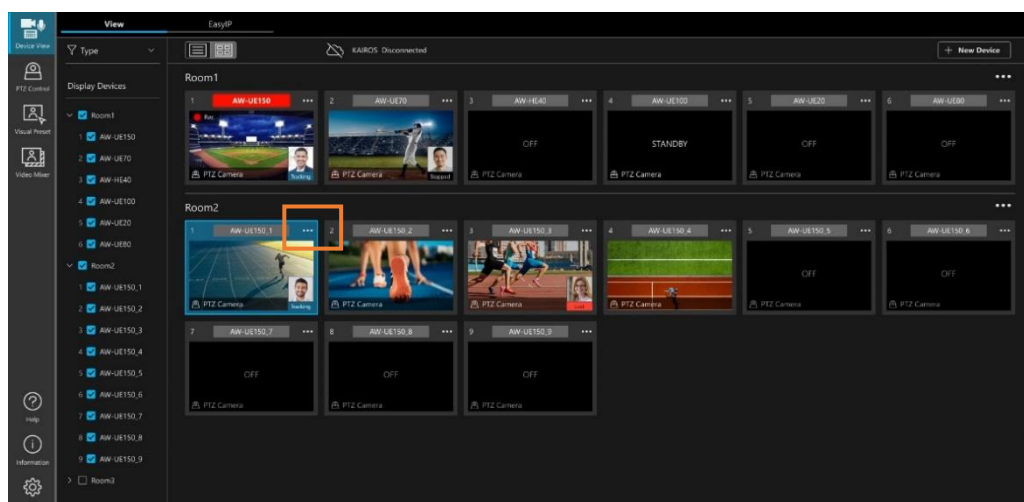 View
EasyIP
Device View
Type
KAIROS Disconnected
+ New Device
PTZ Control
Visual Preset
Video Mixer
Display Devices
Room1
1 AW-UE150
2 AW-UE70
3 AW-HE40
4 AW-UE100
5 AW-UE20
6 AW-UE80
Room2
1 AW-UE150_1
2 AW-UE150_2
3 AW-UE150_3
4 AW-UE150_4
5 AW-UE150_5
6 AW-UE150_6
7 AW-UE150_7
8 AW-UE150_8
9 AW-UE150_9
Room3
Help
Information
Room1
1 AW-UE150 ...
Rec
PTZ Camera
Tracking
2 AW-UE70 ...
PTZ Camera
Stopped
3 AW-HE40 ...
OFF
PTZ Camera
4 AW-UE100 ...
STANDBY
PTZ Camera
5 AW-UE20 ...
OFF
PTZ Camera
6 AW-UE80 ...
OFF
PTZ Camera
Room2
1 AW-UE150_1 ...
PTZ Camera
Tracking
2 AW-UE150_2 ...
PTZ Camera
3 AW-UE150_3 ...
PTZ Camera
Lost
4 AW-UE150_4 ...
PTZ Camera
5 AW-UE150_5 ...
OFF
PTZ Camera
6 AW-UE150_6 ...
OFF
PTZ Camera
7 AW-UE150_7 ...
OFF
PTZ Camera
8 AW-UE150_8 ...
OFF
PTZ Camera
9 AW-UE150_9 ...
OFF
PTZ Camera